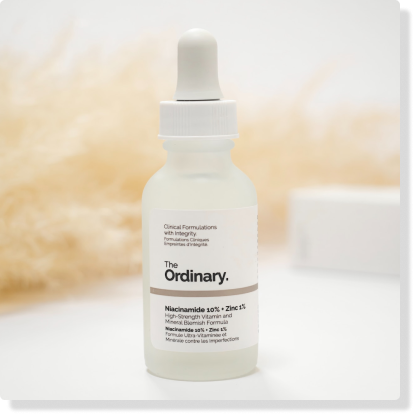 Clinical Formulations
with Integrity.
Formulations Cliniques
Empreintes d'Intégrité.
The
Ordinary.
Niacinamide 10% + Zinc 1%
High-Strength Vitamin and
Mineral Blemish Formula
Niacinamide 10% + Zinc 1%
Formule Ultra-Vitaminée et
Minérale contre les Imperfections